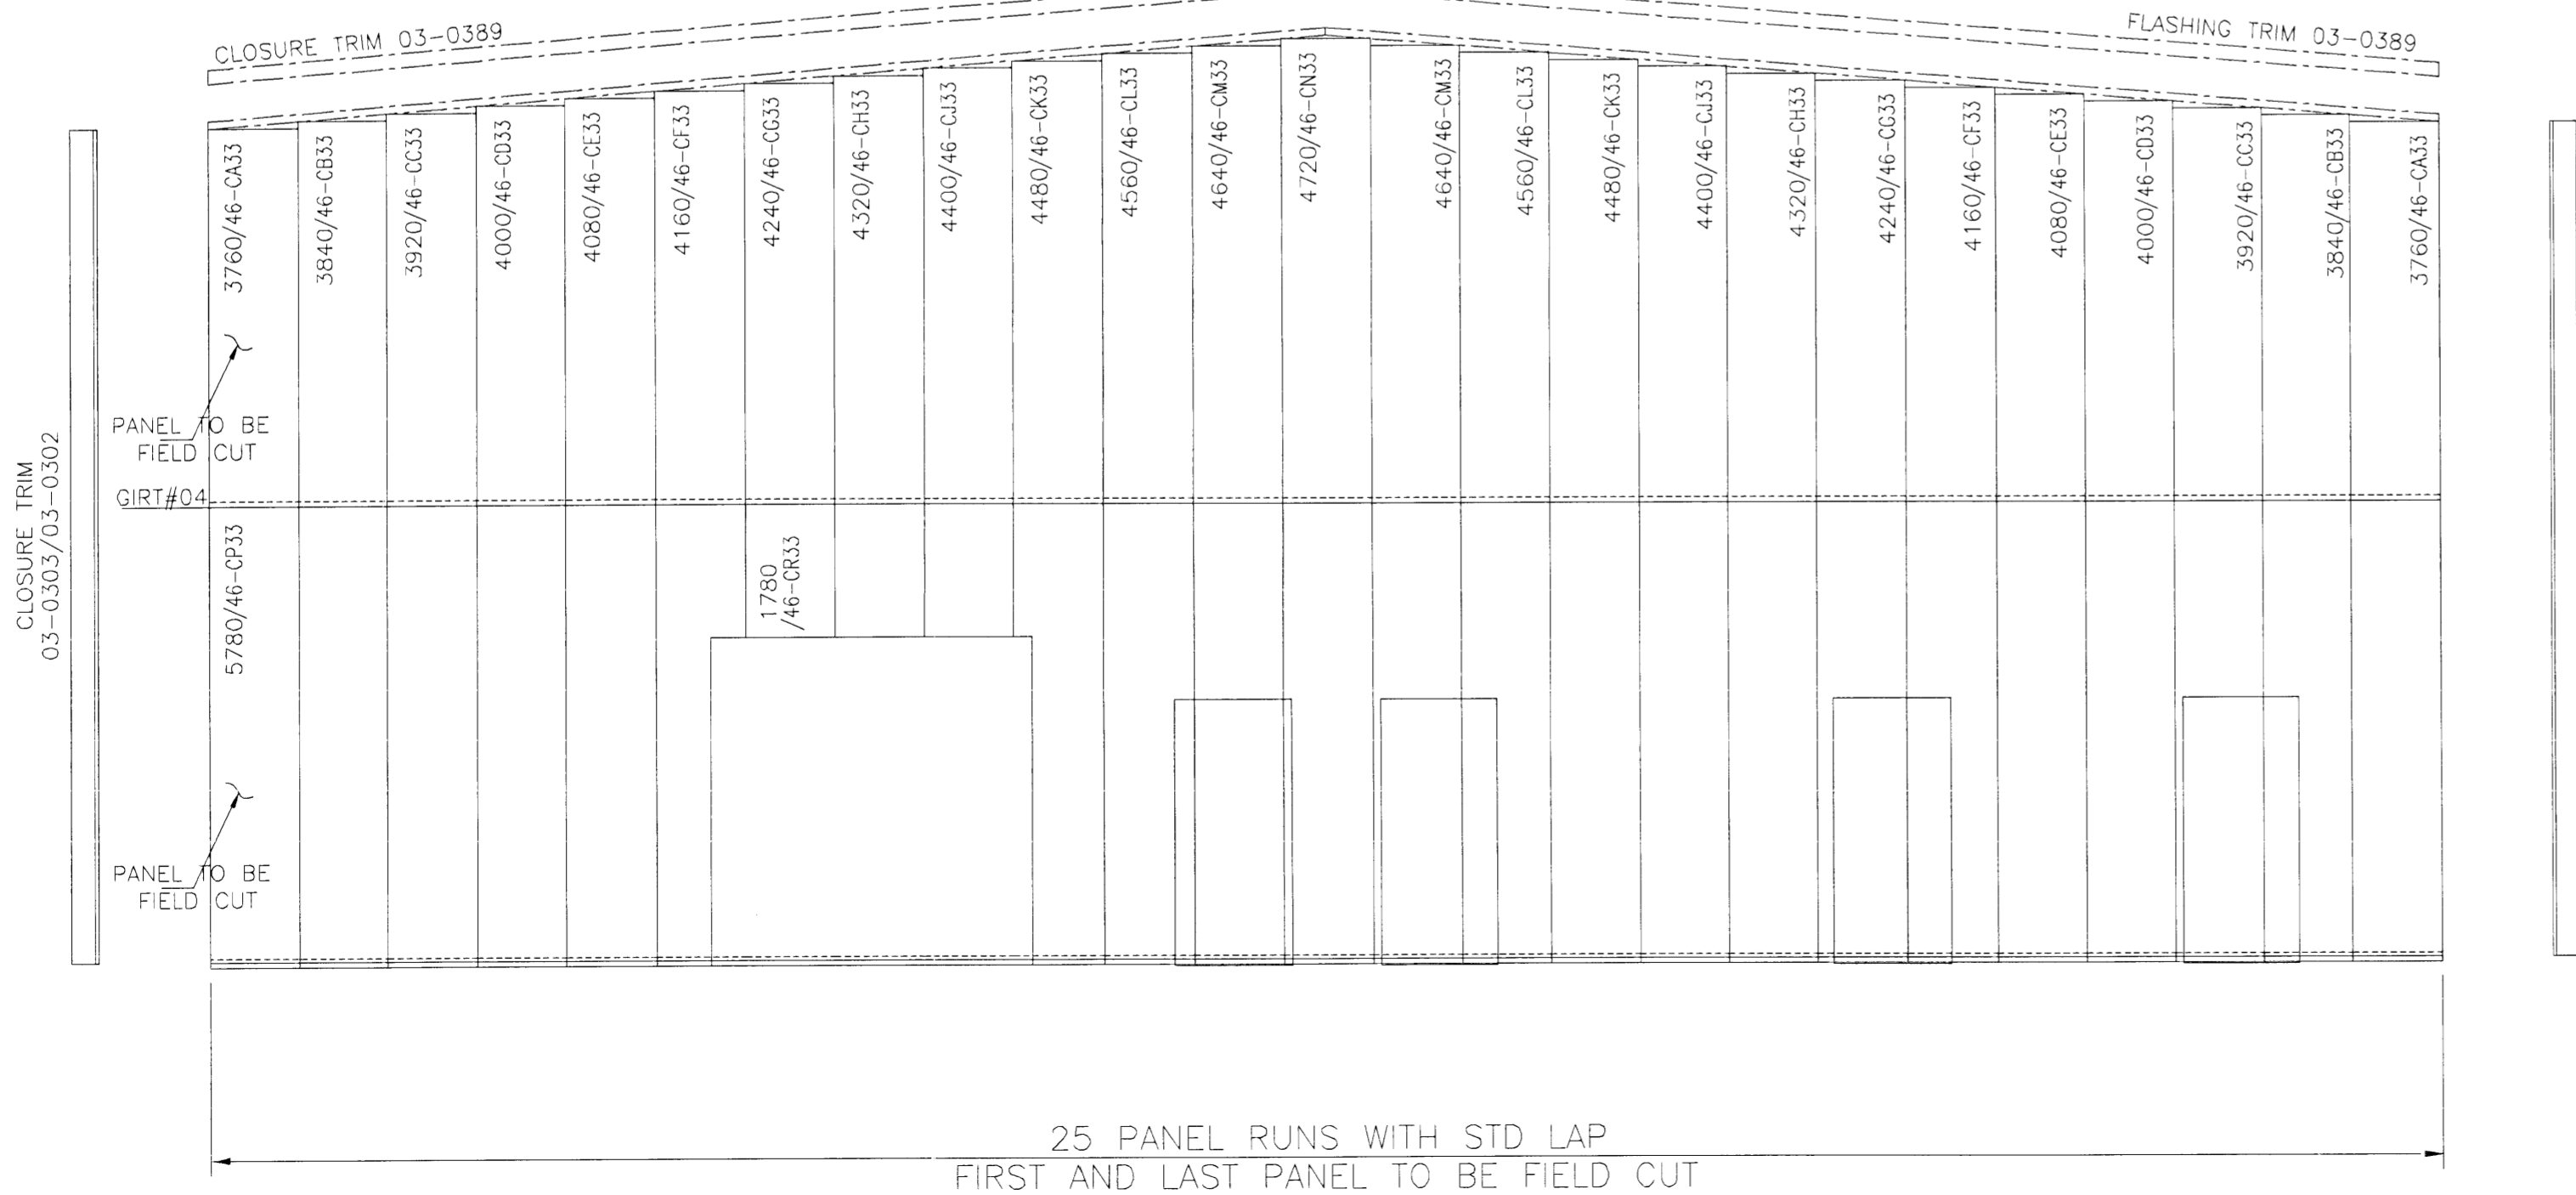 CLOSURE TRIM 03-0389
FLASHING TRIM 03-0389
3760/46-CA33
3840/46-CB33
3920/46-CC33
4000/46-CD33
4080/46-CE33
4160/46-CF33
4240/46-CG33
4320/46-CH33
4400/46-CJ33
4480/46-CK33
4560/46-CL33
4640/46-CM33
4720/46-CN33
4640/46-CM33
4560/46-CL33
4480/46-CK33
4400/46-CJ33
4320/46-CH33
4240/46-CG33
4160/46-CF33
4080/46-CE33
4000/46-CD33
3920/46-CC33
3840/46-CB33
3760/46-CA33
PANEL TO BE
FIELD CUT
GIRT#04
CLOSURE TRIM
03-0303/03-0302
5780/46-CP33
1780
/46-CR33
PANEL TO BE
FIELD CUT
25 PANEL RUNS WITH STD LAP
FIRST AND LAST PANEL TO BE FIELD CUT